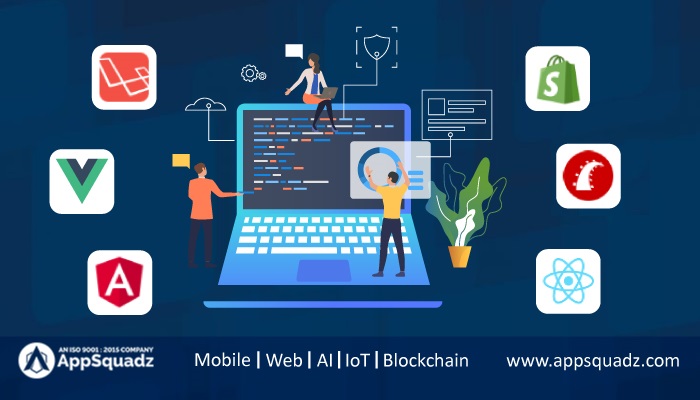 S
A
AN ISO 9001 : 2015 COMPANY
AppSquadz
Mobile | Web | AI | IoT | Blockchain
www.appsquadz.com